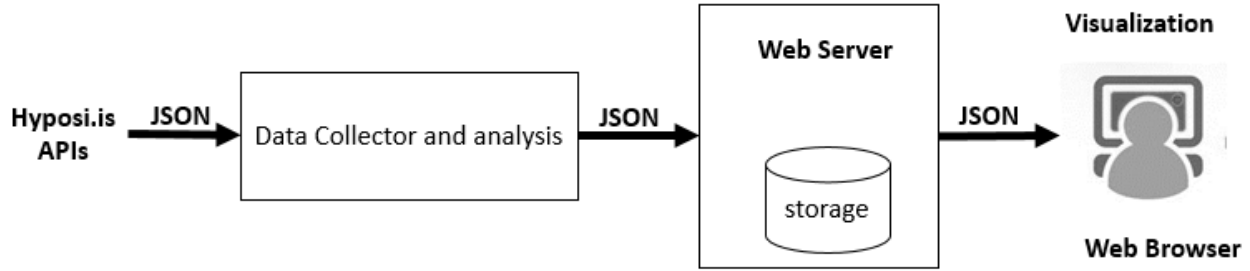 Hyposi.is
APIs
JSON
Data Collector and analysis
JSON
Web Server
storage
JSON
Visualization
Web Browser